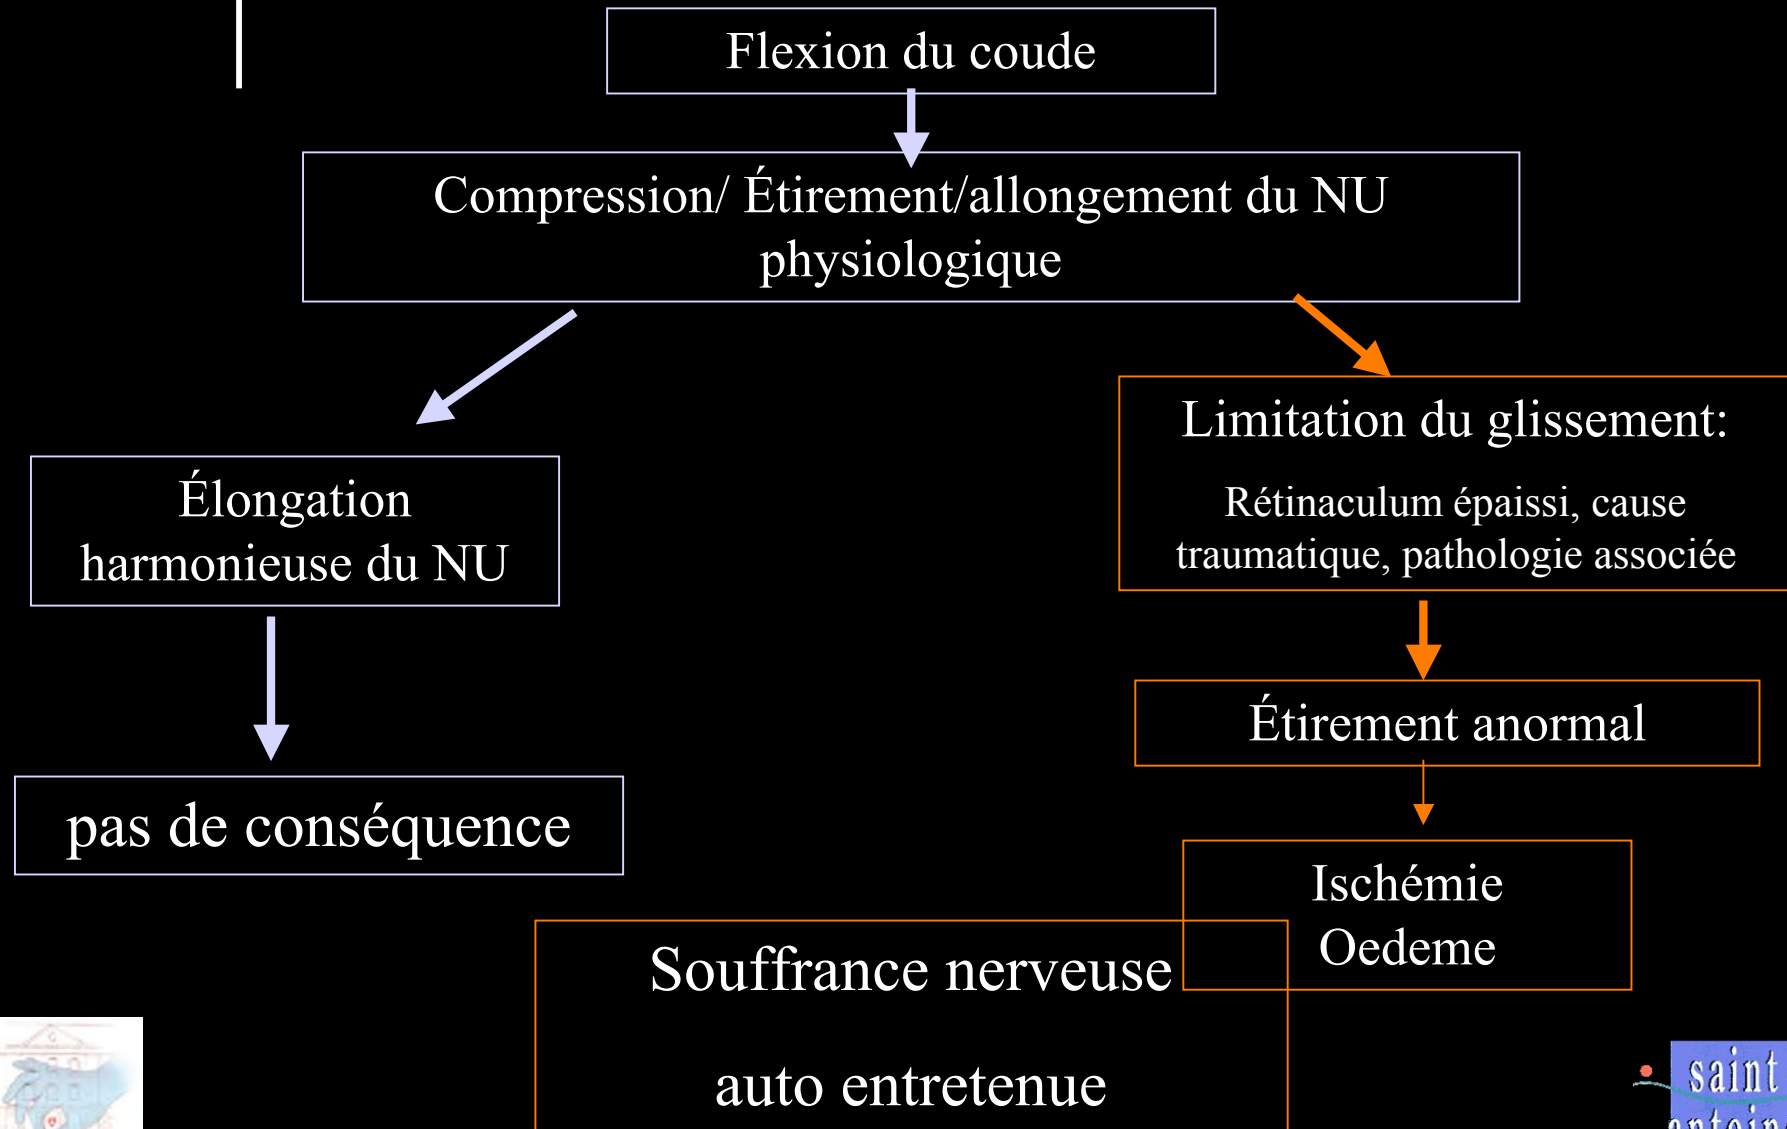 Flexion du coude
Compression/ Étirement/allongement du NU
physiologique
Élongation
harmonieuse du NU
pas de conséquence
Limitation du glissement:
Rétinaculum épaissi, cause
traumatique, pathologie associée
Étirement anormal
Ischémie
Oedeme
Souffrance nerveuse
auto entretenue
saint